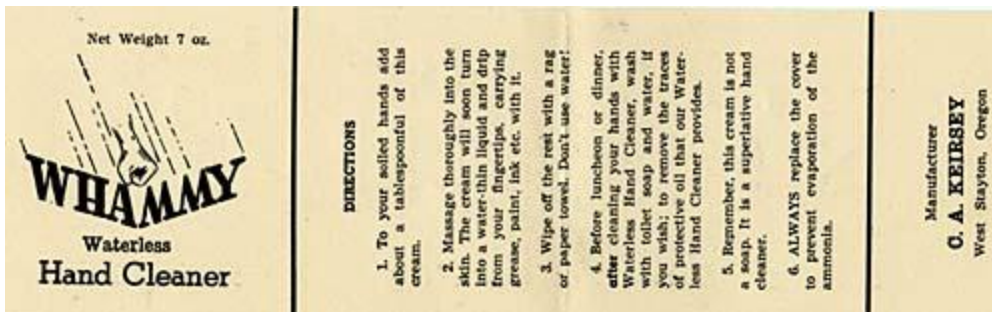 Net Weight 7 oz.
WHAMMY
Waterless
Hand Cleaner
DIRECTIONS
1. To your soiled hands add
about a tablespoonful of this
cream.
2. Massage thoroughly into the
skin. The cream will soon turn
into a water-thin liquid and drip
from your fingertips, carrying
grease, paint, ink etc. with it.
3. Wipe off the rest with a rag
or paper towel. Don't use water!
4. Before luncheon or dinner,
after cleaning your hands with
Waterless Hand Cleaner, wash
with toilet soap and water, if
you wish; to remove the traces
of protective oil that our Water-
less Hand Cleaner provides.
5. Remember, this cream is not
a soap. It is a superlative hand
cleaner.
6. ALWAYS replace the cover
to prevent evaporation of the
ammonia.
Manufacturer
C. A. KEIRSEY
West Stayton, Oregon